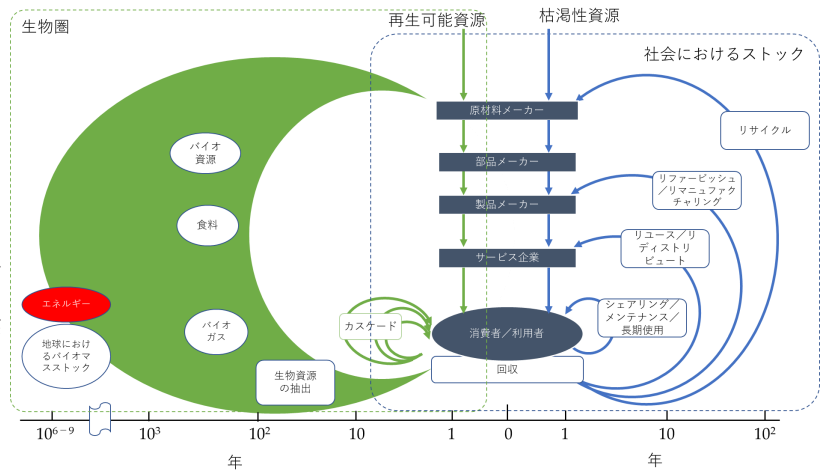 生物圏
再生可能資源
枯渇性資源
社会におけるストック
原材料メーカー
リサイクル
バイオ
資源
部品メーカー
リファービッシュ
／リマニュファク
チャリング
製品メーカー
食料
リユース／リ
ディストリ
ビュート
サービス企業
エネルギー
シェアリング／
メンテナンス／
長期使用
カスケード
消費者／利用者
バイオ
ガス
地球におけ
るバイオマ
スストック
回収
生物資源
の抽出
10⁶⁻⁹ 10³ 10² 10 1 0 1 10 10²
年 年